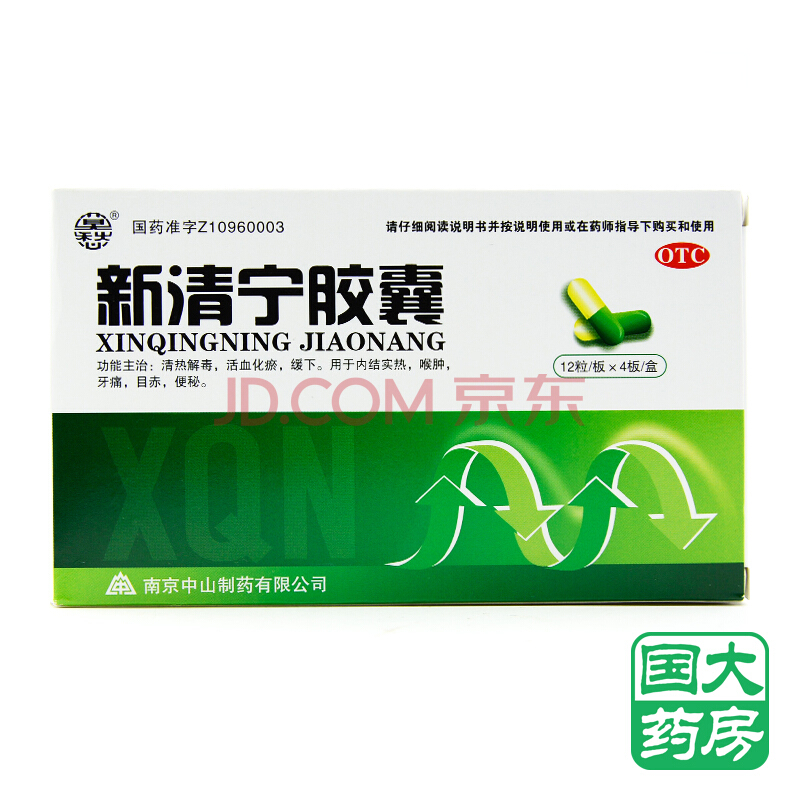 国药准字Z10960003
请仔细阅读说明书并按说明使用或在药师指导下购买和使用
OTC
新清宁胶囊
XINQINGNING JIAONANG
功能主治：清热解毒，活血化瘀，缓下。用于内结实热，喉肿，
牙痛，目赤，便秘。
12粒/板×4板/盒
JD.COM 京东
XQN
南京中山制药有限公司
国大
药房